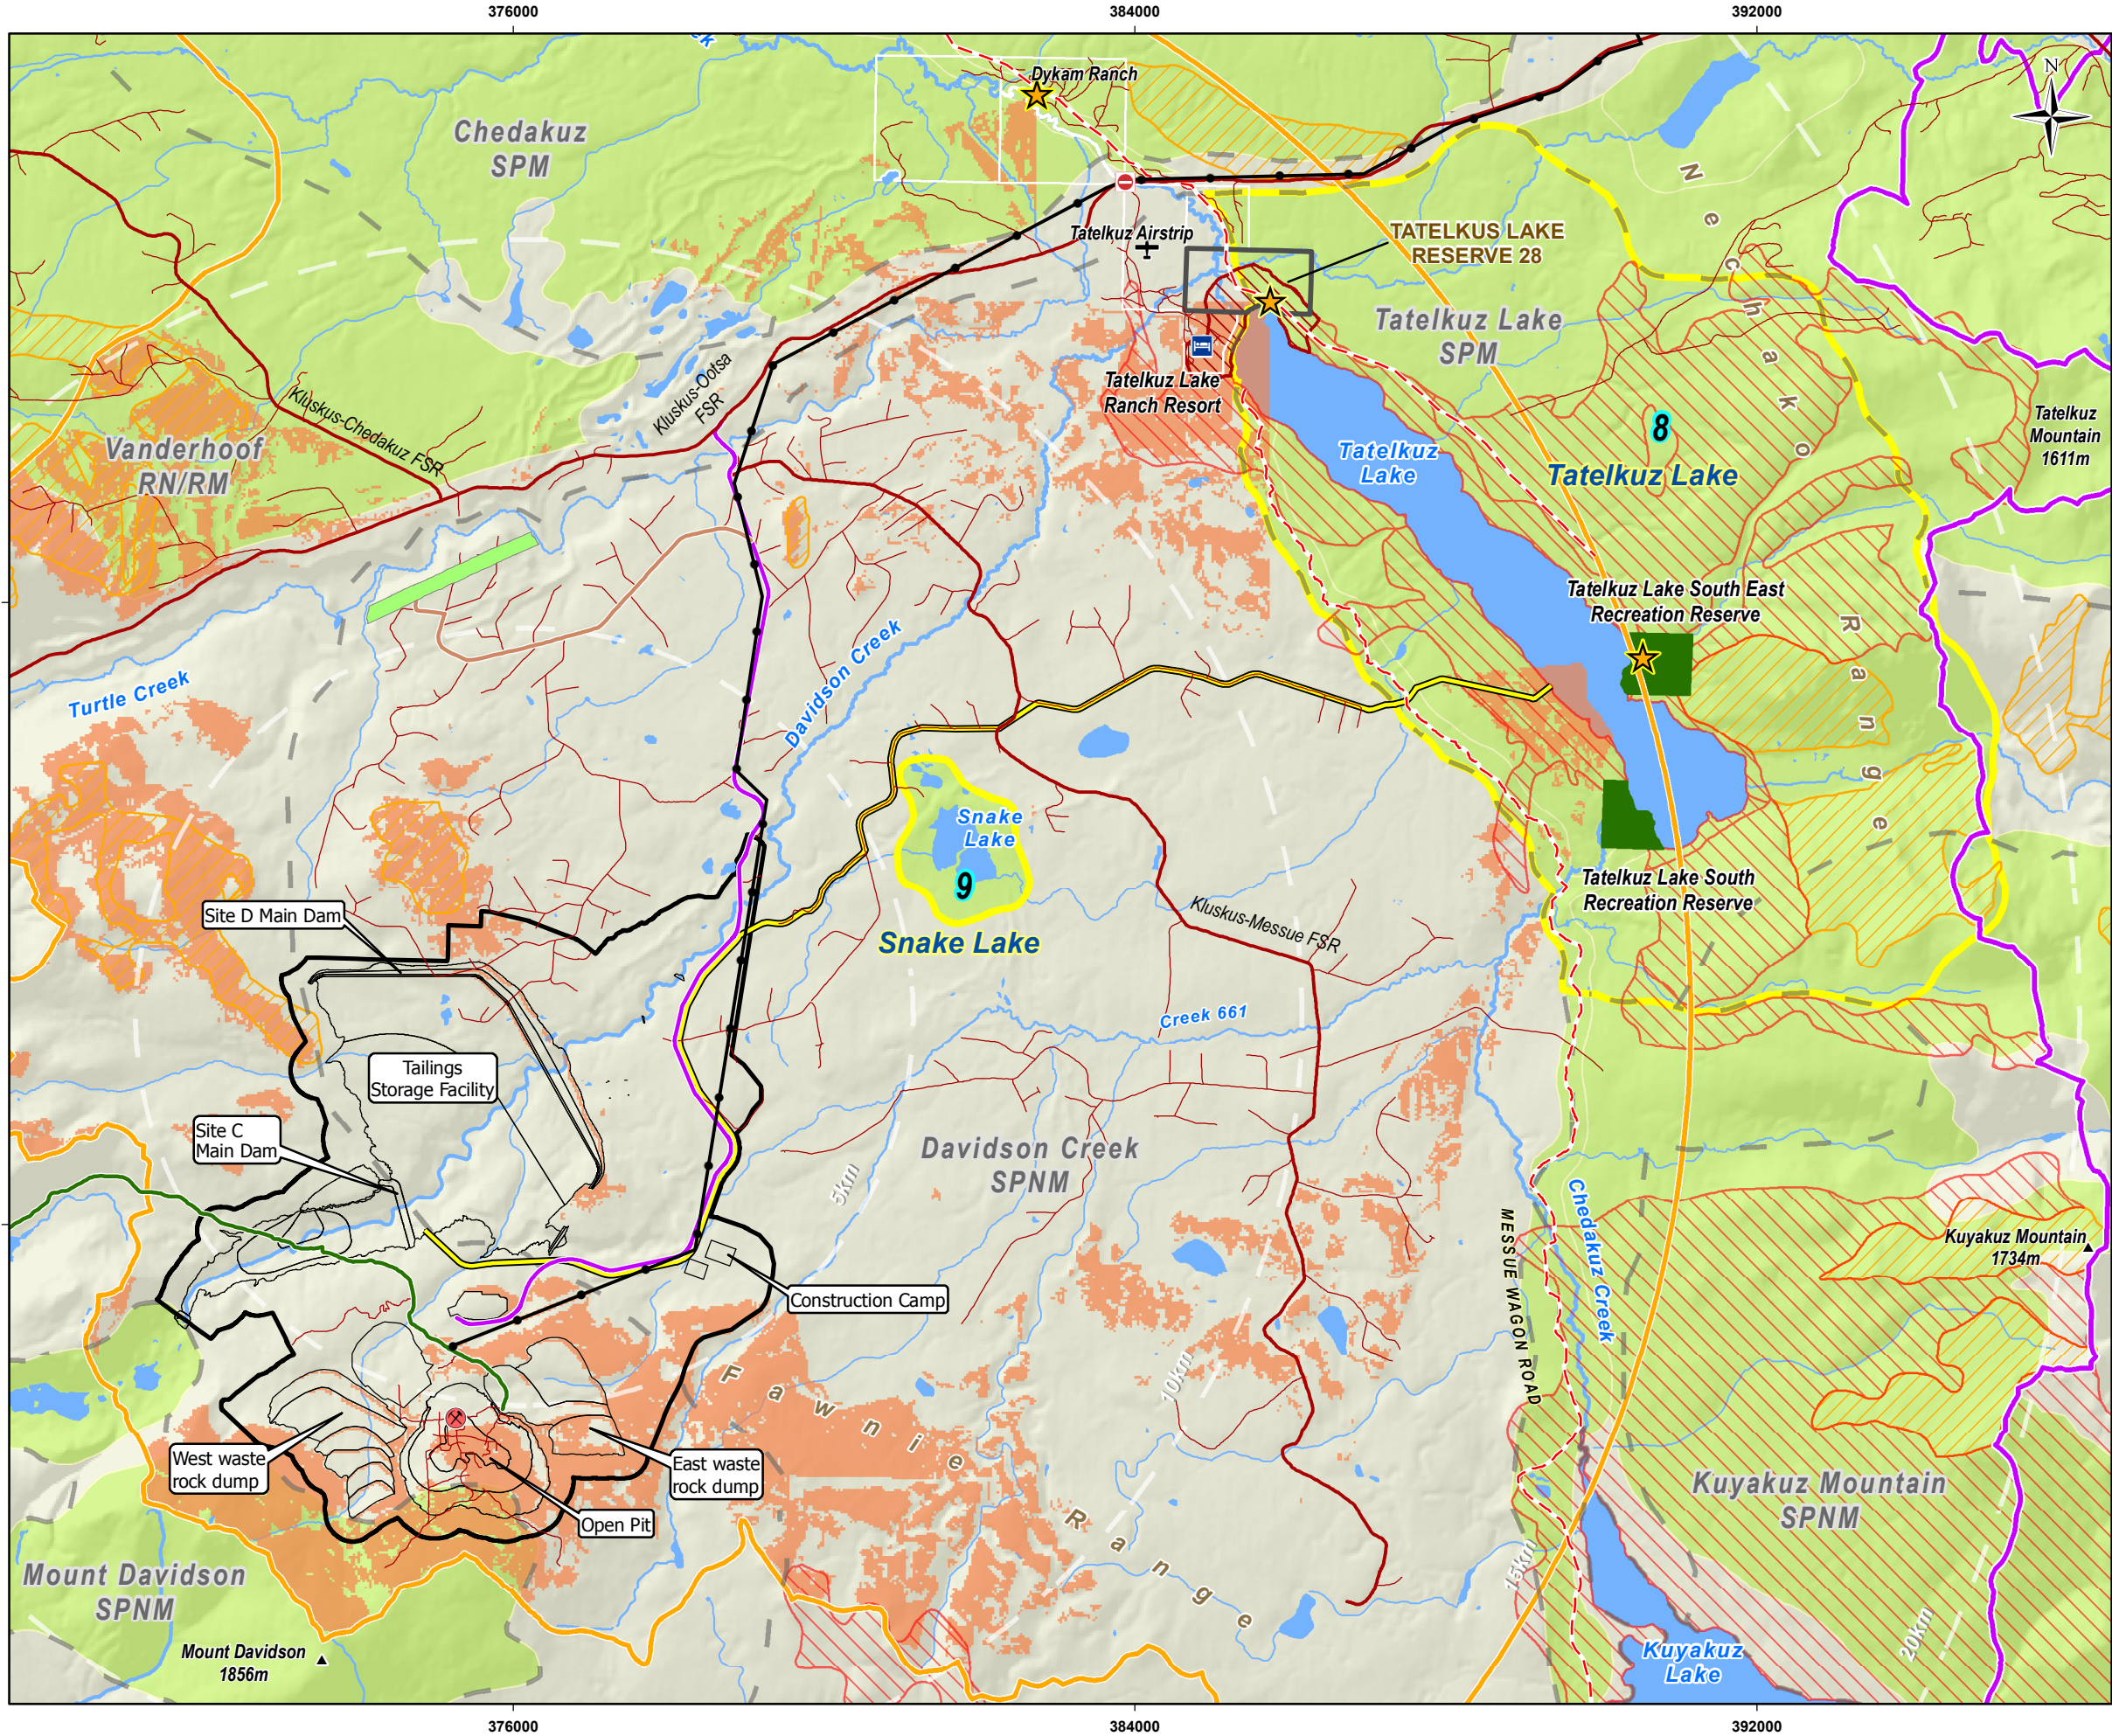 376000
384000
392000
ek
Dykam Ranch
N
Chedakuz
SPM
Tatelkuz Airstrip
TATELKUS LAKE
RESERVE 28
Nechako
Range
Tatelkuz Lake
SPM
Kluskus-Ootsa
FSR
Tatelkuz Lake
Ranch Resort
Kluskus-Chedakuz FSR
Vanderhoof
RN/RM
Tatelkuz
Lake
8
Tatelkuz Lake
Tatelkuz
Mountain
1611m
Tatelkuz Lake South East
Recreation Reserve
Turtle Creek
Davidson Creek
Snake
Lake
9
Snake Lake
Tatelkuz Lake South
Recreation Reserve
Kluskus-Messue FSR
Site D Main Dam
Creek 661
Tailings
Storage Facility
Site C
Main Dam
Davidson Creek
SPNM
5km
Chedakuz Creek
MESSUE WAGON ROAD
Kuyakuz Mountain
1734m
Construction Camp
10km
Fawnie
Range
West waste
rock dump
East waste
rock dump
Open Pit
Kuyakuz Mountain
SPNM
15km
20km
Mount Davidson
SPNM
Mount Davidson
1856m
Kuyakuz
Lake
376000
384000
392000